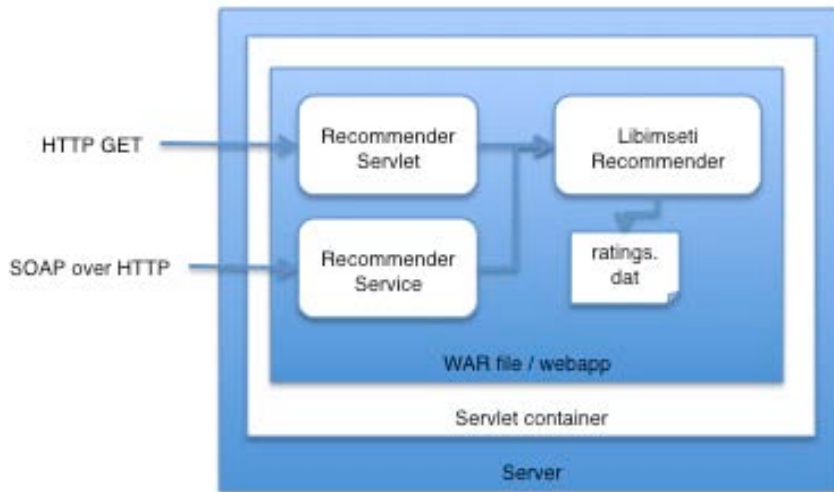 HTTP GET
Recommender
Servlet
Libimseti
Recommender
SOAP over HTTP
Recommender
Service
ratings.
dat
WAR file / webapp
Servlet container
Server